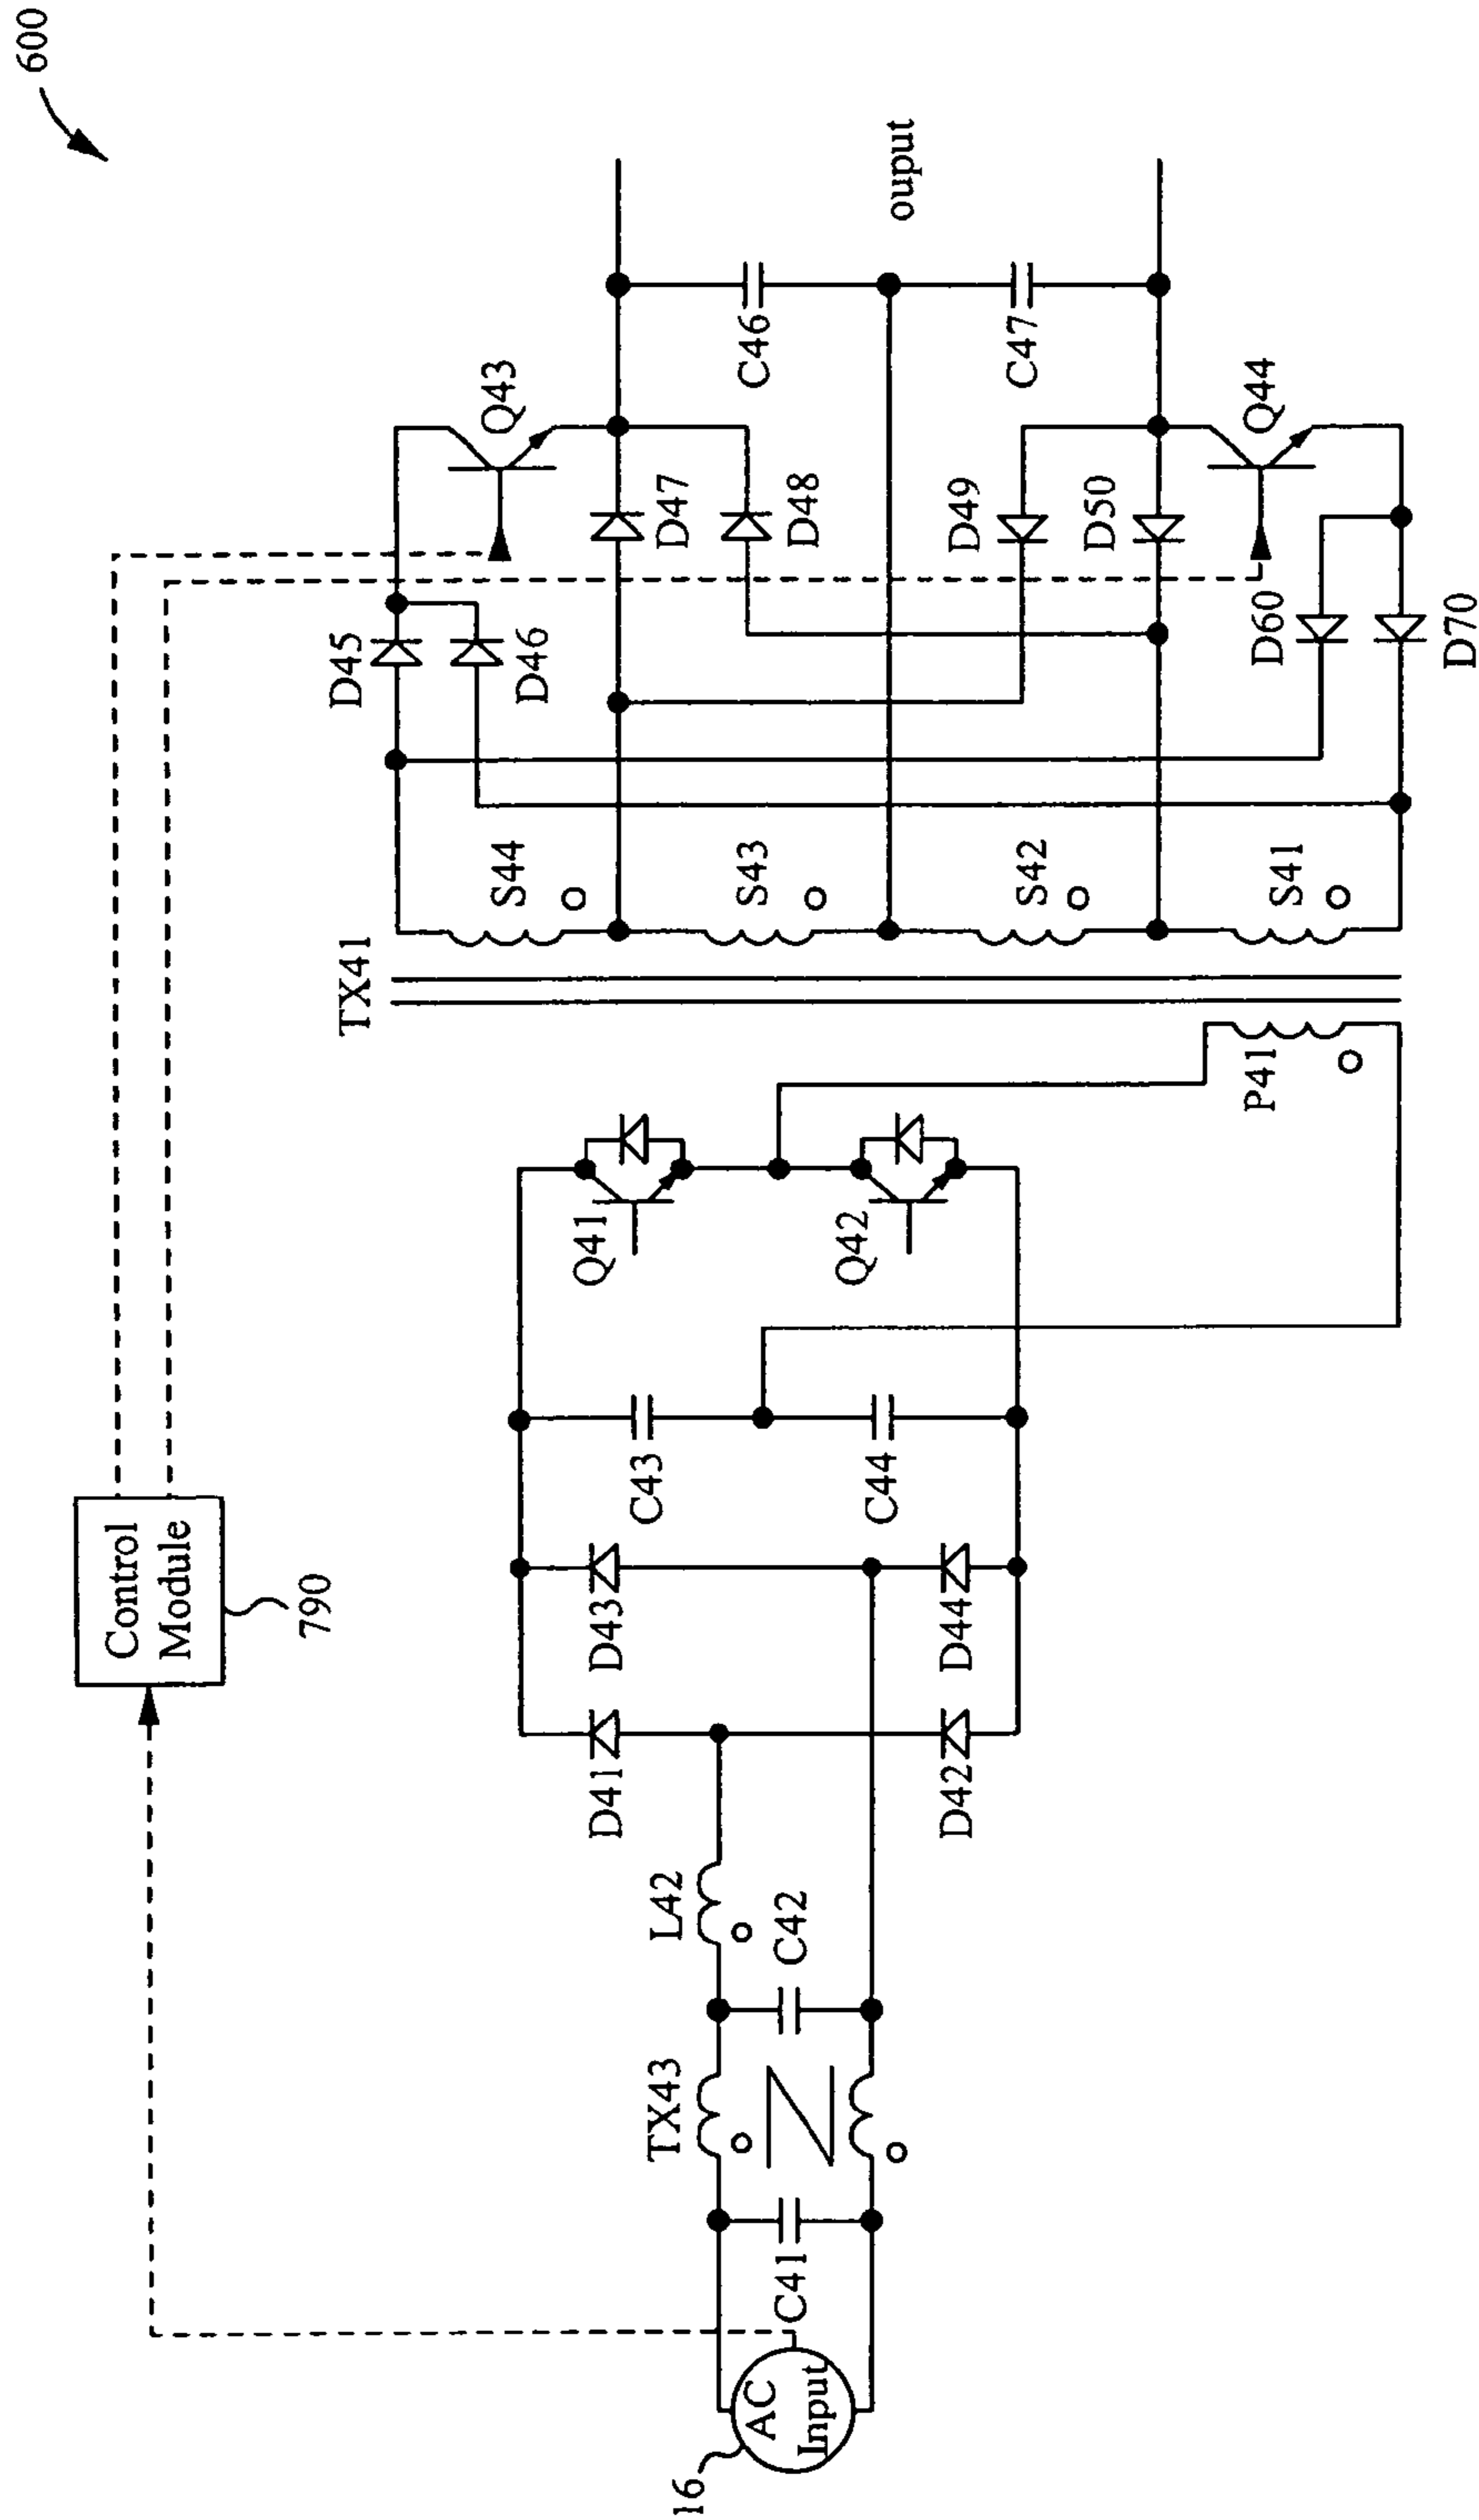 600
Control
Module
790
16
AC
Input
C41
TX43
C42
L42
D41
D42
D43
D44
C43
C44
Q41
Q42
P41
TX41
S44
S43
S42
S41
D45
D46
D47
D48
D49
D50
D60
D70
Q43
Q44
C46
C47
ouput